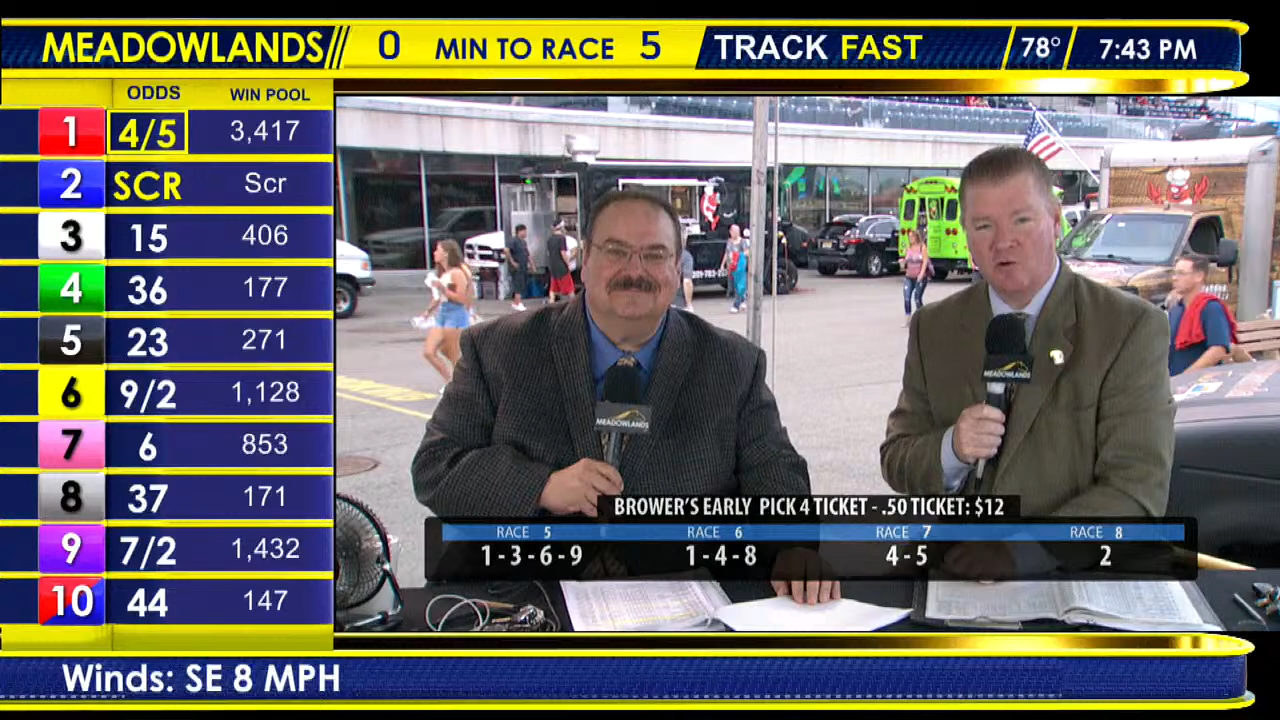 MEADOWLANDS// 0 MIN TO RACE 5 TRACK FAST 78° 7:43 PM
ODDS WIN POOL
1 4/5 3,417
2 SCR Scr
3 15 406
4 36 177
5 23 271
6 9/2 1,128
7 6 853
8 37 171
9 7/2 1,432
10 44 147
MEADOWLANDS
MEADOWLANDS
BROWER'S EARLY PICK 4 TICKET - .50 TICKET: $12
RACE 5 RACE 6 RACE 7 RACE 8
1-3-6-9 1-4-8 4-5 2
Winds: SE 8 MPH